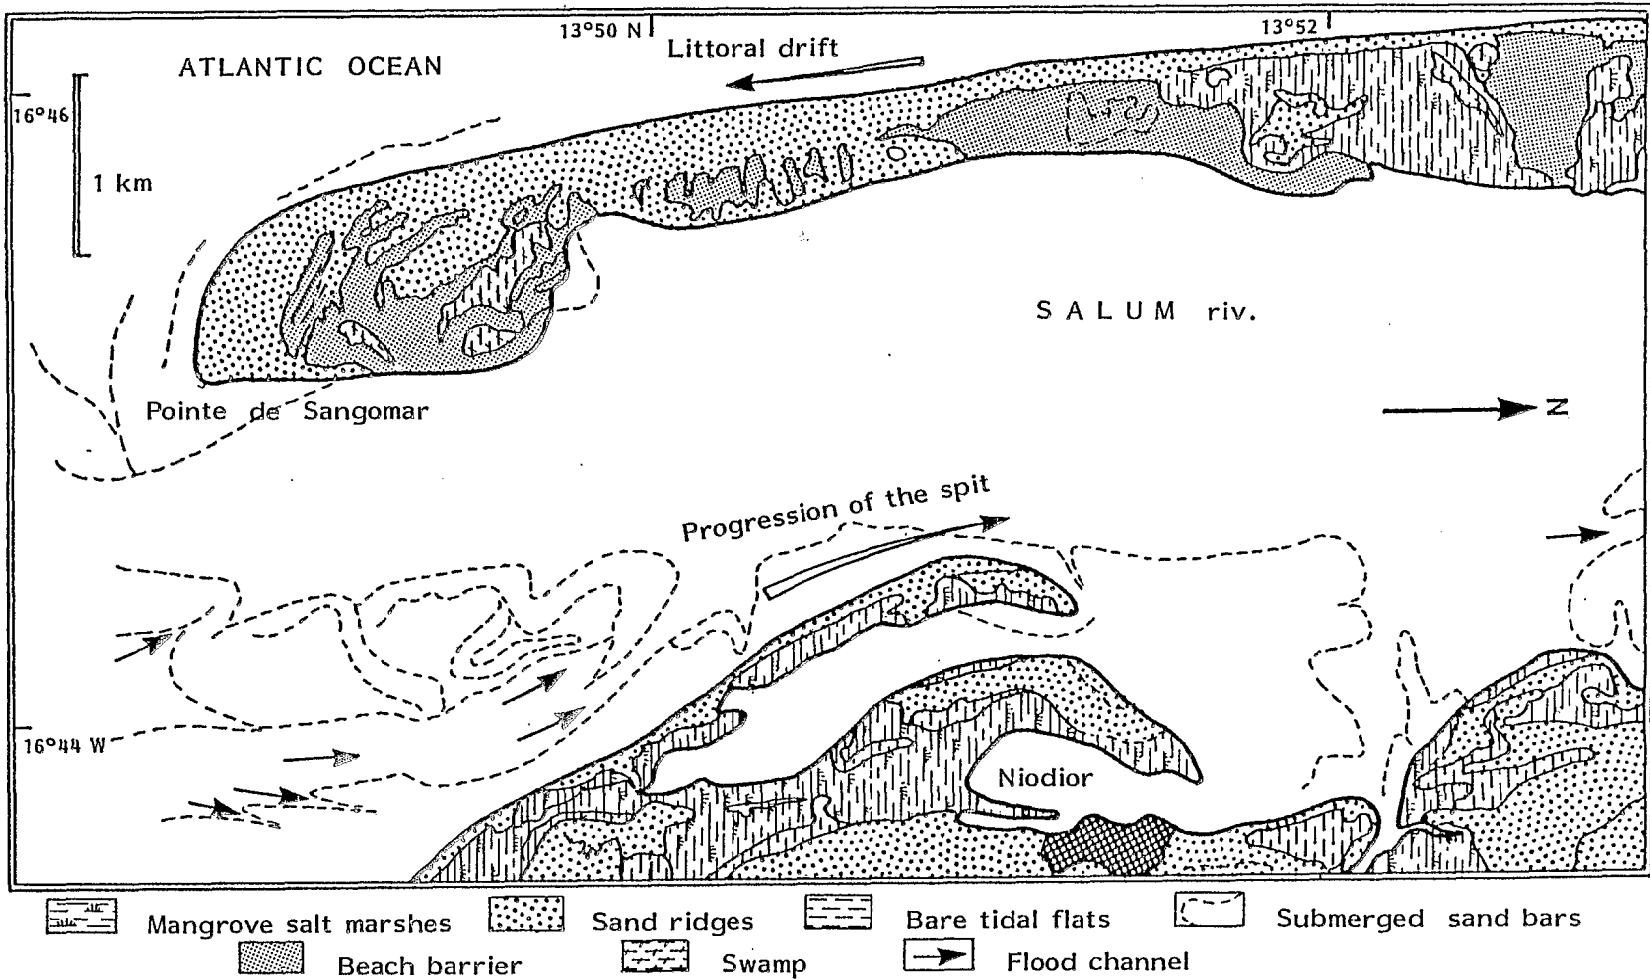 13°50 N
13°52
Littoral drift
ATLANTIC OCEAN
16°46
1 km
SALUM riv.
Pointe de Sangomar
N
Progression of the spit
16°44 W
Niodior
Mangrove salt marshes
Sand ridges
Bare tidal flats
Submerged sand bars
Beach barrier
Swamp
Flood channel